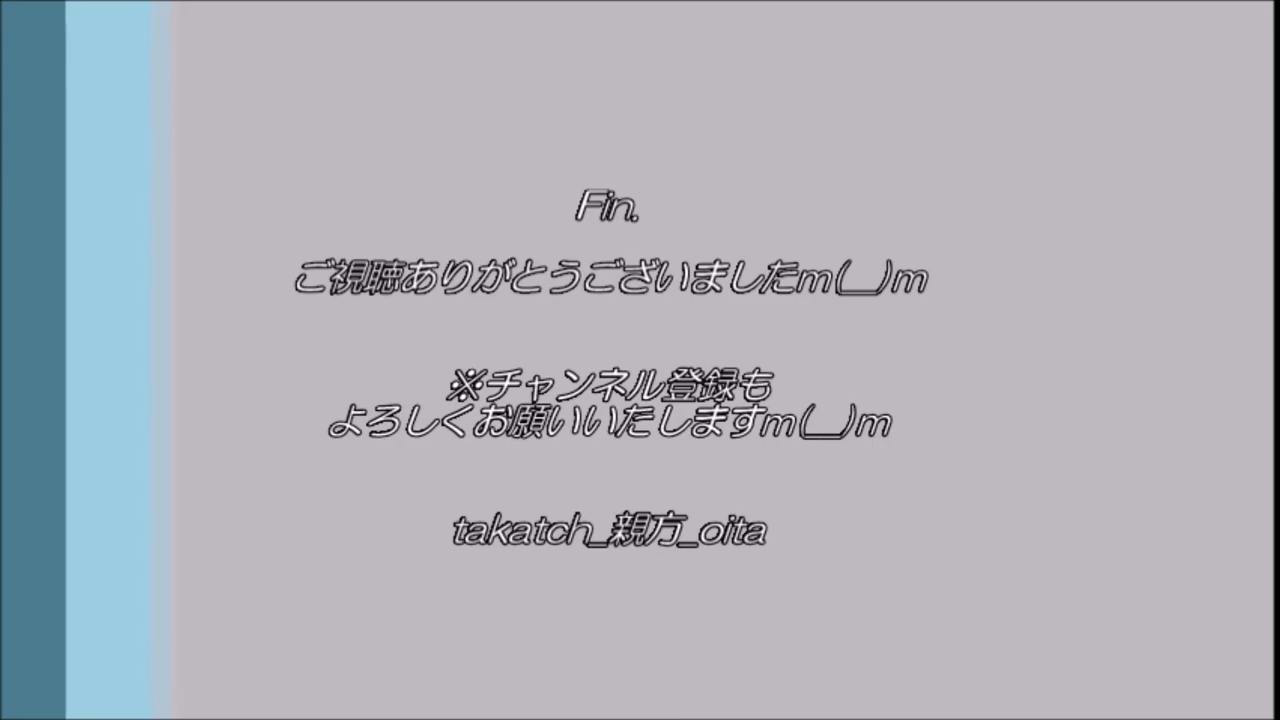 Fin.
ご視聴ありがとうございましたm(__)m
※チャンネル登録も
よろしくお願いいたしますm(__)m
takatch_親方_oita